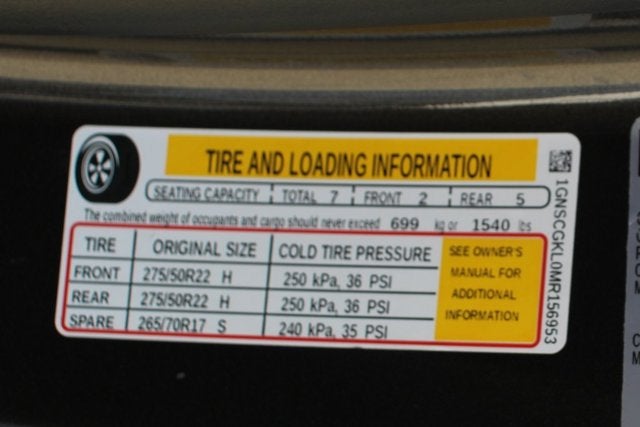 TIRE AND LOADING INFORMATION
SEATING CAPACITY TOTAL 7 FRONT 2 REAR 5
The combined weight of occupants and cargo should never exceed 699 kg or 1540 lbs
TIRE ORIGINAL SIZE COLD TIRE PRESSURE
FRONT 275/50R22 H 250 kPa, 36 PSI
REAR 275/50R22 H 250 kPa, 36 PSI
SPARE 265/70R17 S 240 kPa, 35 PSI
SEE OWNER'S
MANUAL FOR
ADDITIONAL
INFORMATION
1GNSCGKL0MR156953